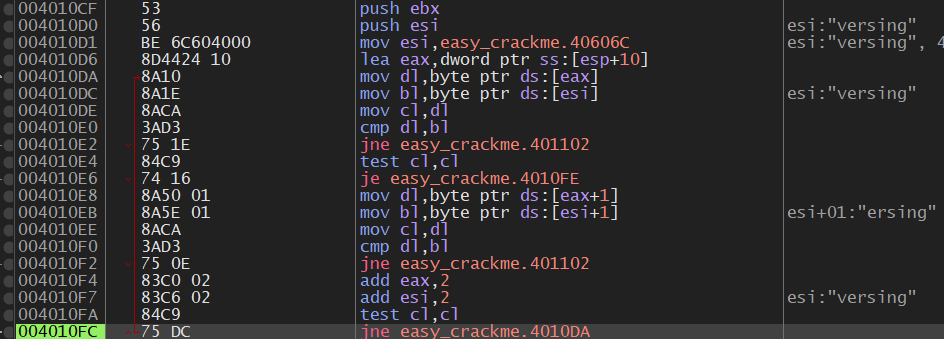 004010CF 53 push ebx
004010D0 56 push esi esi:"versing"
004010D1 BE 6C604000 mov esi,easy_crackme.40606C esi:"versing", 4
004010D6 8D4424 10 lea eax,dword ptr ss:[esp+10]
004010DA 8A10 mov dl,byte ptr ds:[eax]
004010DC 8A1E mov bl,byte ptr ds:[esi] esi:"versing"
004010DE 8ACA mov cl,dl
004010E0 3AD3 cmp dl,bl
004010E2 75 1E jne easy_crackme.401102
004010E4 84C9 test cl,cl
004010E6 74 16 je easy_crackme.4010FE
004010E8 8A50 01 mov dl,byte ptr ds:[eax+1]
004010EB 8A5E 01 mov bl,byte ptr ds:[esi+1] esi+01:"ersing"
004010EE 8ACA mov cl,dl
004010F0 3AD3 cmp dl,bl
004010F2 75 0E jne easy_crackme.401102
004010F4 83C0 02 add eax,2
004010F7 83C6 02 add esi,2 esi:"versing"
004010FA 84C9 test cl,cl
004010FC 75 DC jne easy_crackme.4010DA